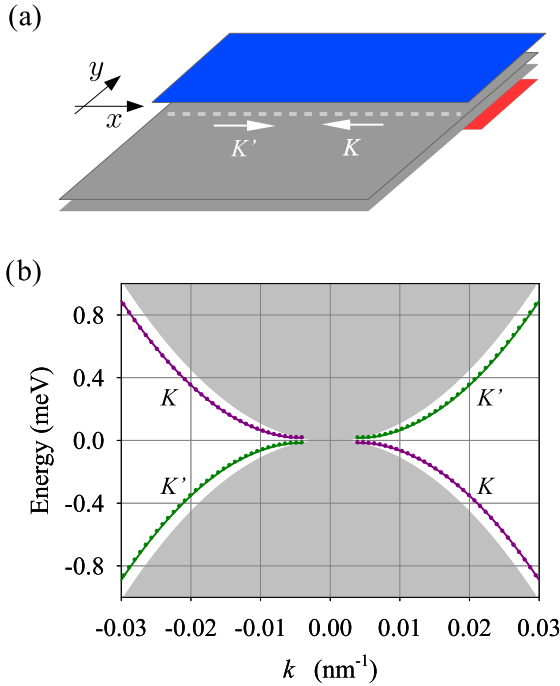 (a)
y
x
K'
K
(b)
Energy (meV)
0.8
0.4
0.0
-0.4
-0.8
K
K'
K'
K
-0.03 -0.02 -0.01 0.00 0.01 0.02 0.03
k (nm⁻¹)